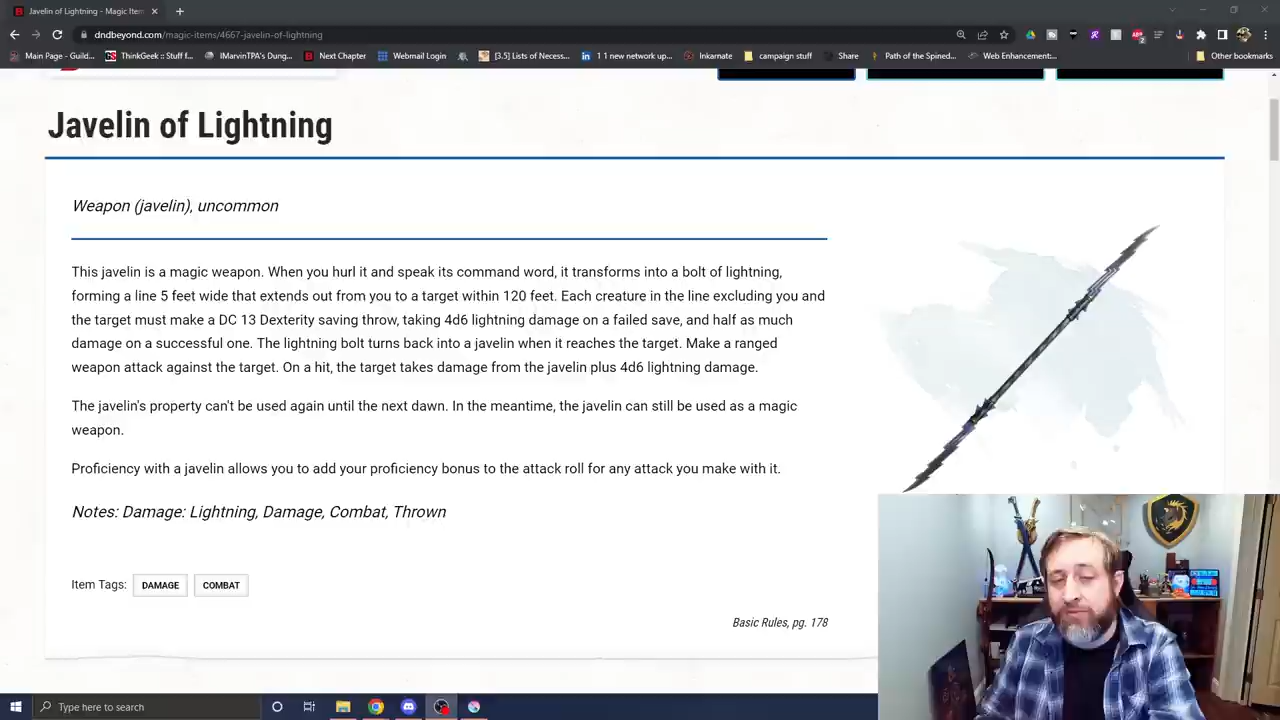 Javelin of Lightning - Magic Item
dndbeyond.com/magic-items/4667-javelin-of-lightning
Main Page - Guild... ThinkGeek :: Stuff f... IMarvinTPA's Dung... Next Chapter Webmail Login [3.5] Lists of Necess... 1 1 new network up... Inkarnate campaign stuff Share Path of the Spined... Web Enhancement:... Other bookmarks
Javelin of Lightning
Weapon (javelin), uncommon
This javelin is a magic weapon. When you hurl it and speak its command word, it transforms into a bolt of lightning,
forming a line 5 feet wide that extends out from you to a target within 120 feet. Each creature in the line excluding you and
the target must make a DC 13 Dexterity saving throw, taking 4d6 lightning damage on a failed save, and half as much
damage on a successful one. The lightning bolt turns back into a javelin when it reaches the target. Make a ranged
weapon attack against the target. On a hit, the target takes damage from the javelin plus 4d6 lightning damage.
The javelin's property can't be used again until the next dawn. In the meantime, the javelin can still be used as a magic
weapon.
Proficiency with a javelin allows you to add your proficiency bonus to the attack roll for any attack you make with it.
Notes: Damage: Lightning, Damage, Combat, Thrown
Item Tags: DAMAGE COMBAT
Basic Rules, pg. 178
Type here to search